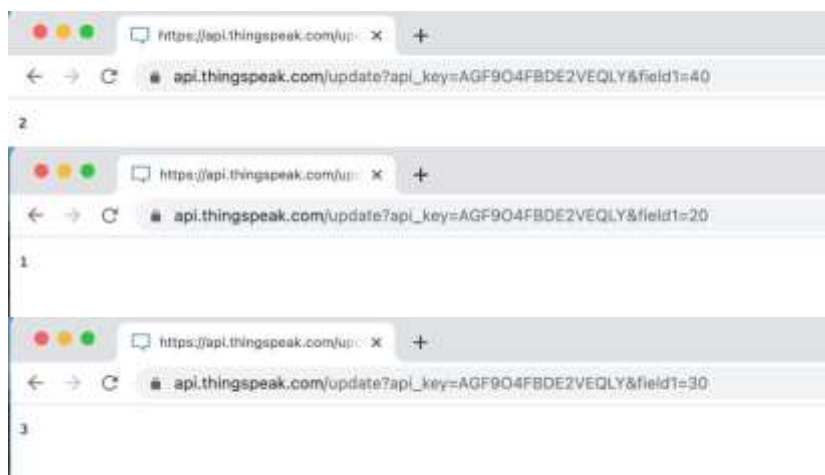 https://api.thingspeak.com/up
api.thingspeak.com/update?api_key=AGF9O4FBDE2VEQLY&field1=40
2
https://api.thingspeak.com/up
api.thingspeak.com/update?api_key=AGF9O4FBDE2VEQLY&field1=20
1
https://api.thingspeak.com/up
api.thingspeak.com/update?api_key=AGF9O4FBDE2VEQLY&field1=30
3